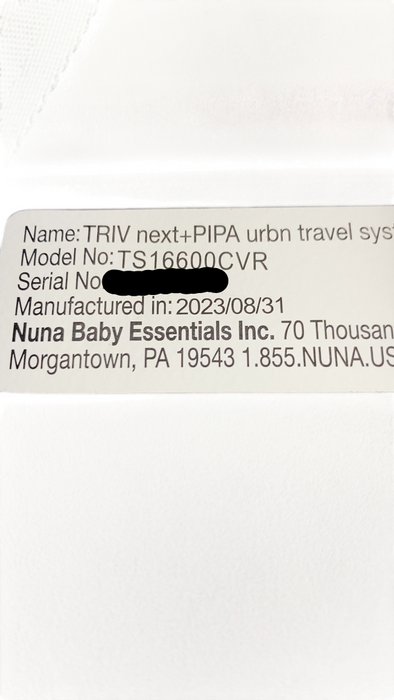 Name: TRIV next+PIPA urbn travel sys
Model No: TS16600CVR
Serial No
Manufactured in: 2023/08/31
Nuna Baby Essentials Inc. 70 Thousan
Morgantown, PA 19543 1.855.NUNA.US